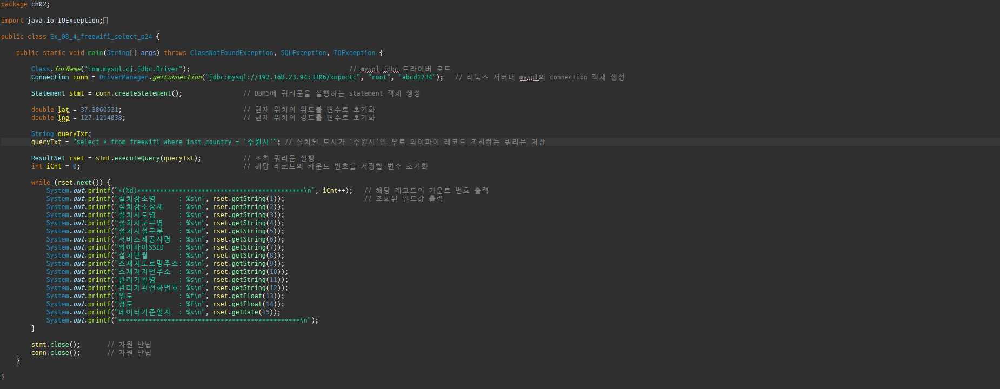 package ch02;
import java.io.IOException;
public class Ex_08_4_freewifi_select_p24 {
public static void main(String[] args) throws ClassNotFoundException, SQLException, IOException {
Class.forName("com.mysql.cj.jdbc.Driver"); // mysql jdbc 드라이버 로드
Connection conn = DriverManager.getConnection("jdbc:mysql://192.168.23.94:3306/kopoctc", "root", "abcd1234"); // 리눅스 서버내 mysql의 connection 객체 생성
Statement stmt = conn.createStatement(); // DBMS에 쿼리문을 실행하는 statement 객체 생성
double lat = 37.3860521; // 현재 위치의 위도를 변수로 초기화
double lng = 127.1214038; // 현재 위치의 경도를 변수로 초기화
String queryTxt;
queryTxt = "select * from freewifi where inst_country = '수원시'"; // 설치된 도시가 '수원시'인 무료 와이파이 레코드 조회하는 쿼리문 저장
ResultSet rset = stmt.executeQuery(queryTxt); // 조회 쿼리문 실행
int iCnt = 0; // 해당 레코드의 카운트 번호를 저장할 변수 초기화
while (rset.next()) {
System.out.printf("*(%d)********************************************\n", iCnt++); // 해당 레코드의 카운트 번호 출력
System.out.printf("설치장소명 : %s\n", rset.getString(1)); // 조회된 필드값 출력
System.out.printf("설치장소상세 : %s\n", rset.getString(2));
System.out.printf("설치시도명 : %s\n", rset.getString(3));
System.out.printf("설치시군구명 : %s\n", rset.getString(4));
System.out.printf("설치시설구분 : %s\n", rset.getString(5));
System.out.printf("서비스제공사명 : %s\n", rset.getString(6));
System.out.printf("와이파이SSID : %s\n", rset.getString(7));
System.out.printf("설치년월 : %s\n", rset.getString(8));
System.out.printf("소재지도로명주소: %s\n", rset.getString(9));
System.out.printf("소재지지번주소 : %s\n", rset.getString(10));
System.out.printf("관리기관명 : %s\n", rset.getString(11));
System.out.printf("관리기관전화번호: %s\n", rset.getString(12));
System.out.printf("위도 : %f\n", rset.getFloat(13));
System.out.printf("경도 : %f\n", rset.getFloat(14));
System.out.printf("데이터기준일자 : %s\n", rset.getDate(15));
System.out.printf("************************************************\n");
}
stmt.close(); // 자원 반납
conn.close(); // 자원 반납
}
}